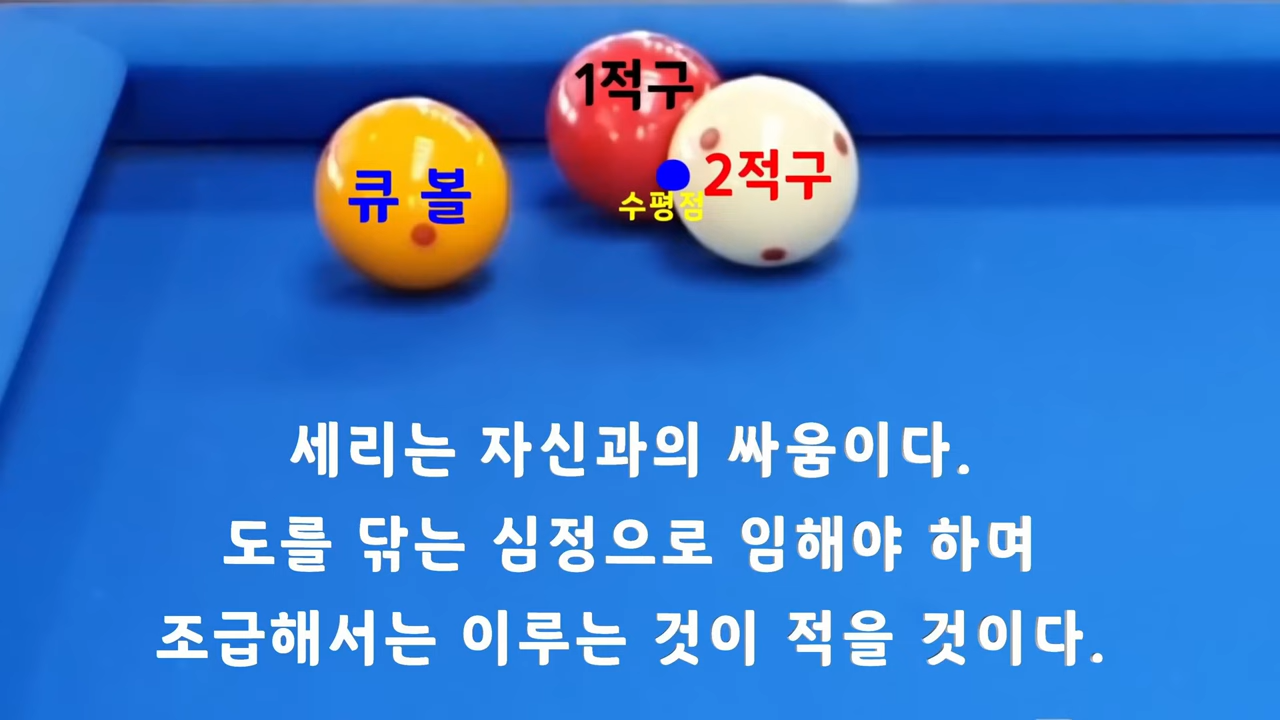 1적구
큐 볼
2적구
수평점
세리는 자신과의 싸움이다.
도를 닦는 심정으로 임해야 하며
조급해서는 이루는 것이 적을 것이다.